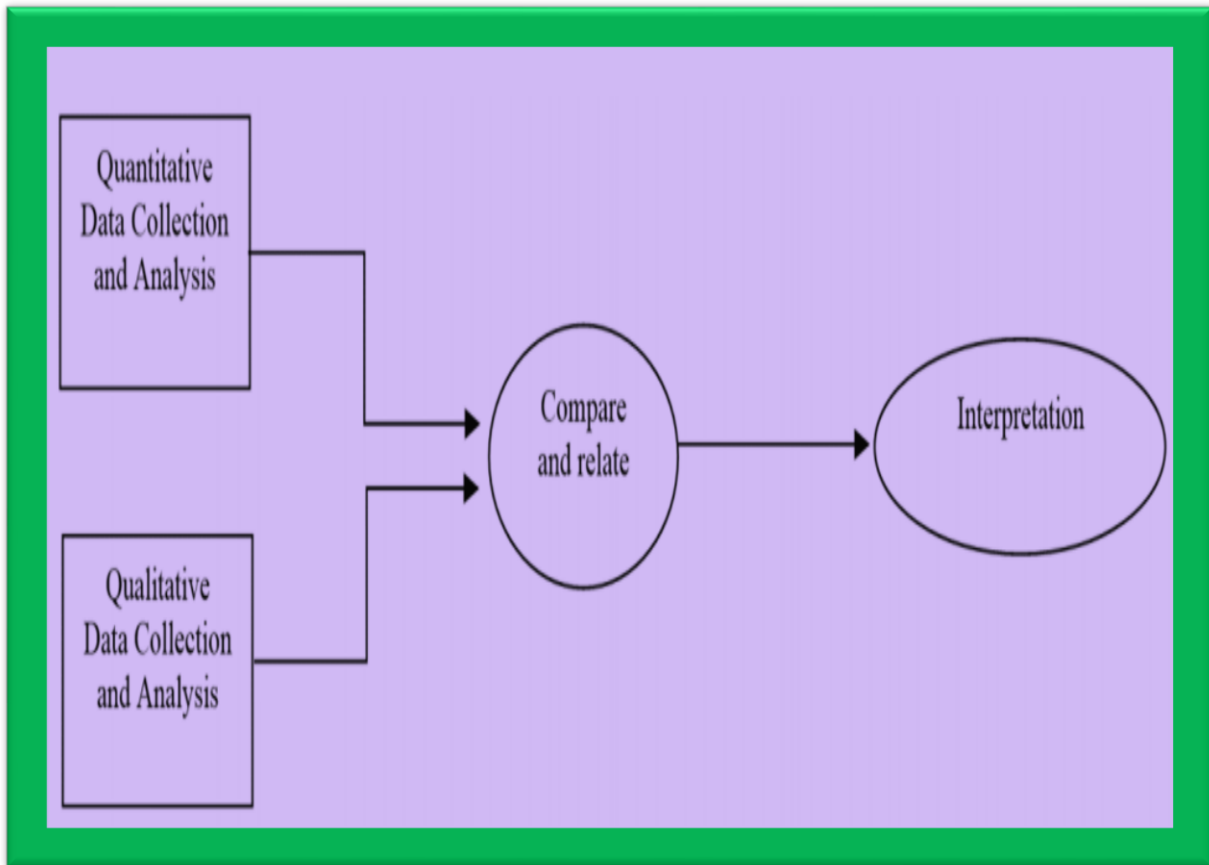 Quantitative
Data Collection
and Analysis
Compare
and relate
Interpretation
Qualitative
Data Collection
and Analysis